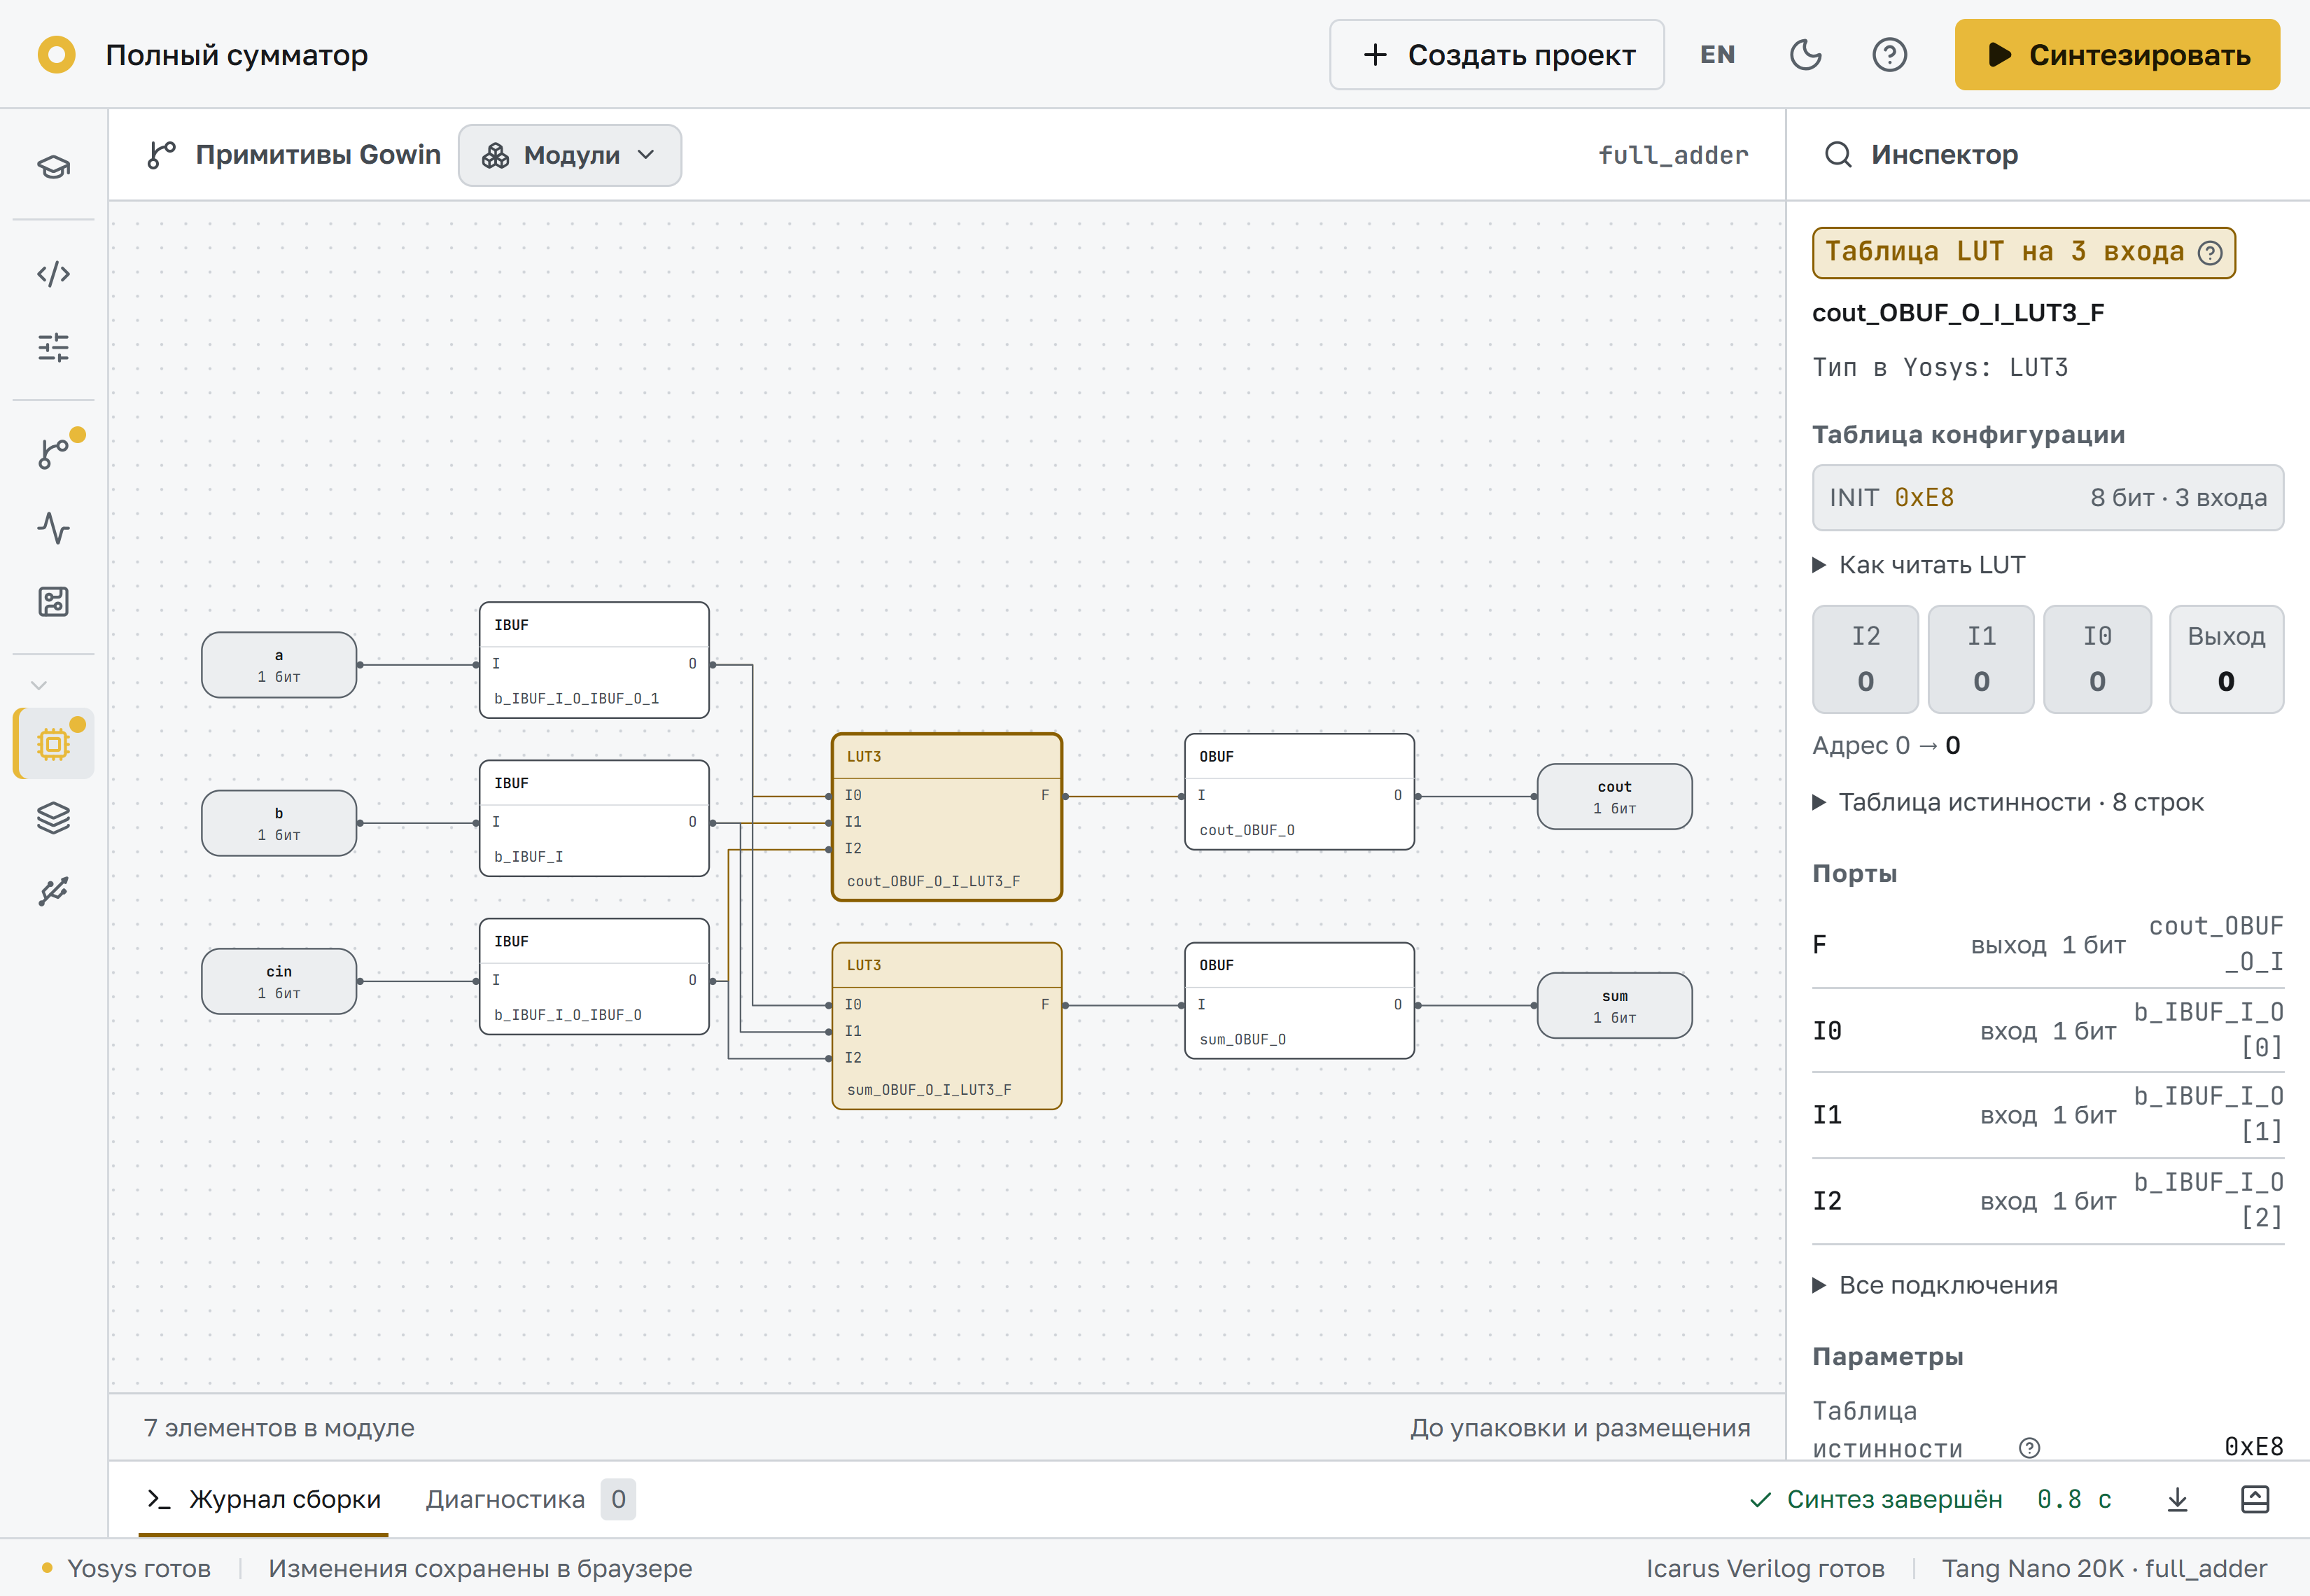 Полный сумматор
Создать проект
EN
Синтезировать
Примитивы Gowin
Модули
full_adder
Инспектор
a
1 бит
b
1 бит
cin
1 бит
IBUF
I O
b_IBUF_I_O_IBUF_O_1
IBUF
I O
b_IBUF_I
IBUF
I O
b_IBUF_I_O_IBUF_O
LUT3
I0 F
I1
I2
cout_OBUF_O_I_LUT3_F
LUT3
I0 F
I1
I2
sum_OBUF_O_I_LUT3_F
OBUF
I O
cout_OBUF_O
OBUF
I O
sum_OBUF_O
cout
1 бит
sum
1 бит
7 элементов в модуле
До упаковки и размещения
Таблица LUT на 3 входа
cout_OBUF_O_I_LUT3_F
Тип в Yosys: LUT3
Таблица конфигурации
INIT 0xE8 8 бит · 3 входа
Как читать LUT
I2 I1 I0 Выход
0 0 0 0
Адрес 0 → 0
Таблица истинности · 8 строк
Порты
F выход 1 бит cout_OBUF
_O_I
I0 вход 1 бит b_IBUF_I_O
[0]
I1 вход 1 бит b_IBUF_I_O
[1]
I2 вход 1 бит b_IBUF_I_O
[2]
Все подключения
Параметры
Таблица
истинности 0xE8
Журнал сборки
Диагностика 0
Синтез завершён 0.8 с
Yosys готов
Изменения сохранены в браузере
Icarus Verilog готов
Tang Nano 20K · full_adder